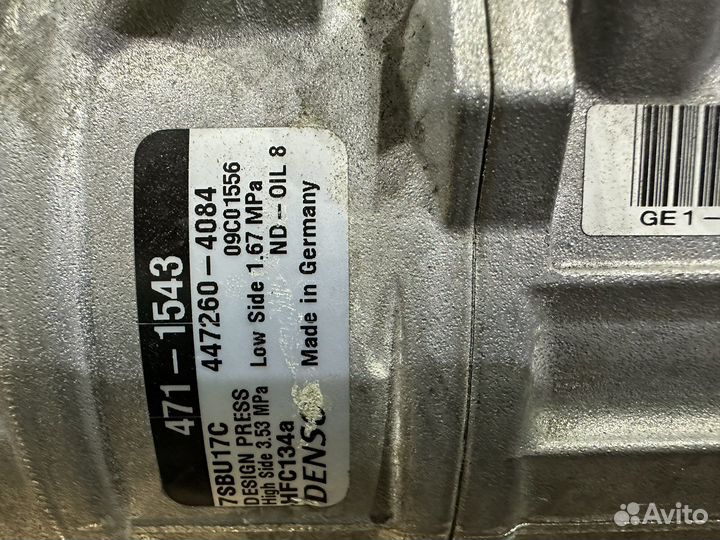 471-1543
7SBU17C 447260-4084
DESIGN PRESS 09C01556
High Side 3.53 MPa Low Side 1.67 MPa
HFC134a ND-OIL 8
DENSO Made in Germany
GE1-
Avito